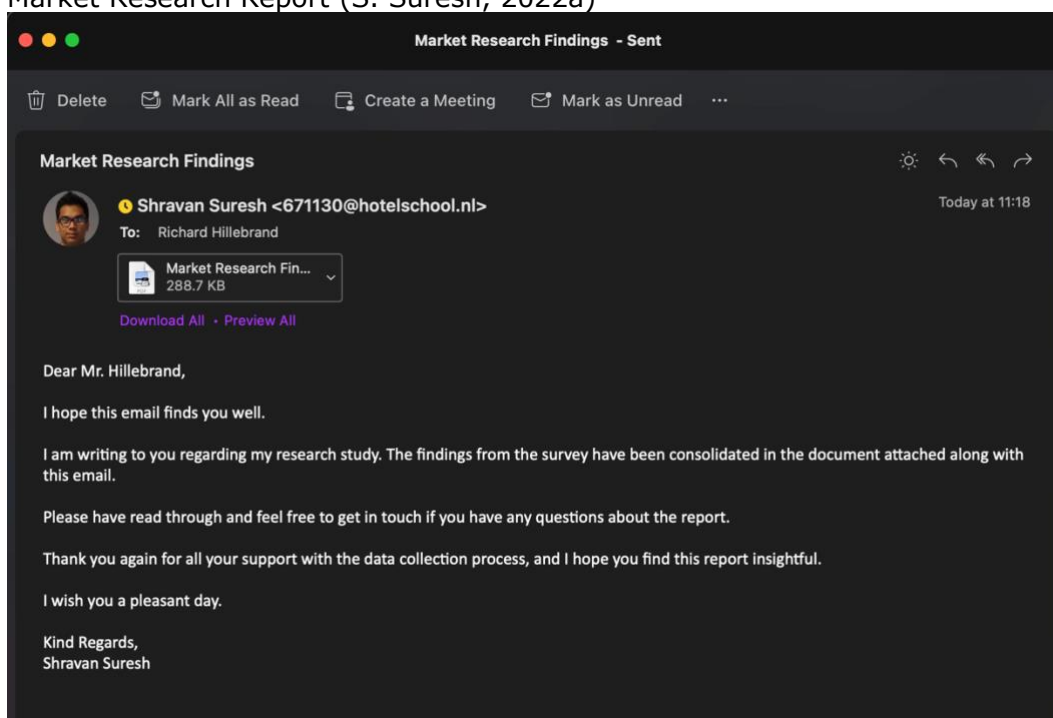 Market Research Report (S. Suresh, 2022a)
Market Research Findings - Sent
Delete Mark All as Read Create a Meeting Mark as Unread ...
Market Research Findings
Shravan Suresh <671130@hotelschool.nl> Today at 11:18
To: Richard Hillebrand
Market Research Fin...
288.7 KB
Download All • Preview All
Dear Mr. Hillebrand,
I hope this email finds you well.
I am writing to you regarding my research study. The findings from the survey have been consolidated in the document attached along with
this email.
Please have read through and feel free to get in touch if you have any questions about the report.
Thank you again for all your support with the data collection process, and I hope you find this report insightful.
I wish you a pleasant day.
Kind Regards,
Shravan Suresh